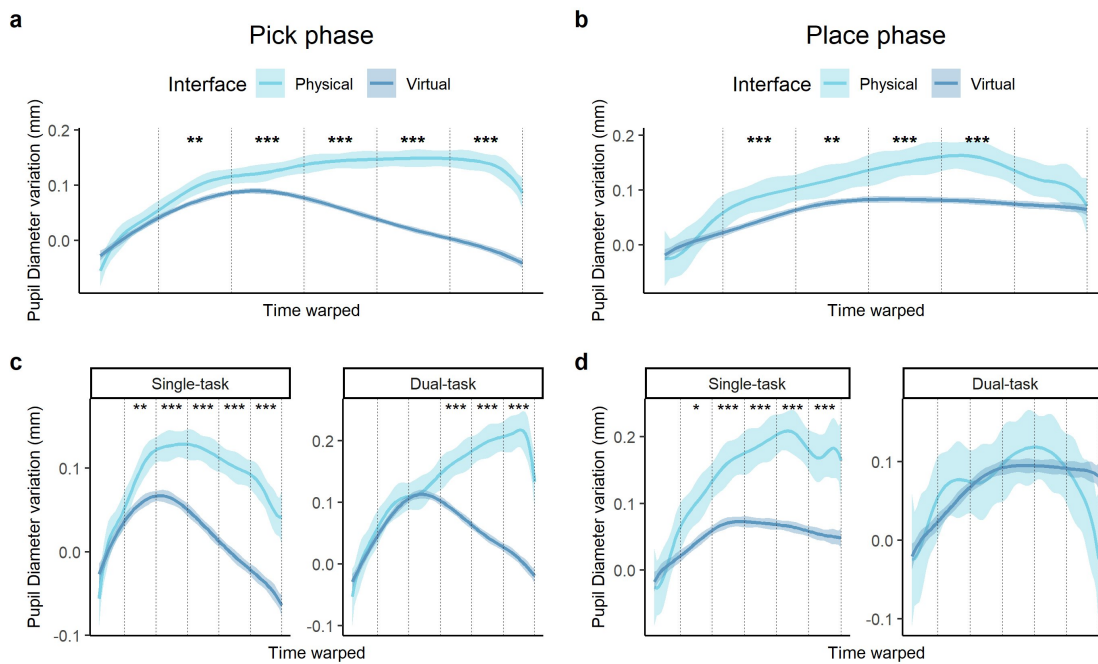 a
Pick phase
Interface Physical Virtual
Pupil Diameter variation (mm)
0.2
0.1
0.0
** *** *** *** ***
Time warped
b
Place phase
Interface Physical Virtual
Pupil Diameter variation (mm)
0.2
0.1
0.0
*** ** *** ***
Time warped
c
Single-task
Dual-task
Pupil Diameter variation (mm)
** *** *** *** ***
0.1
0.0
-0.1
*** *** ***
0.2
0.1
0.0
-0.1
Time warped
d
Single-task
Dual-task
Pupil Diameter variation (mm)
* *** *** *** ***
0.2
0.1
0.0
0.1
0.0
-0.1
Time warped